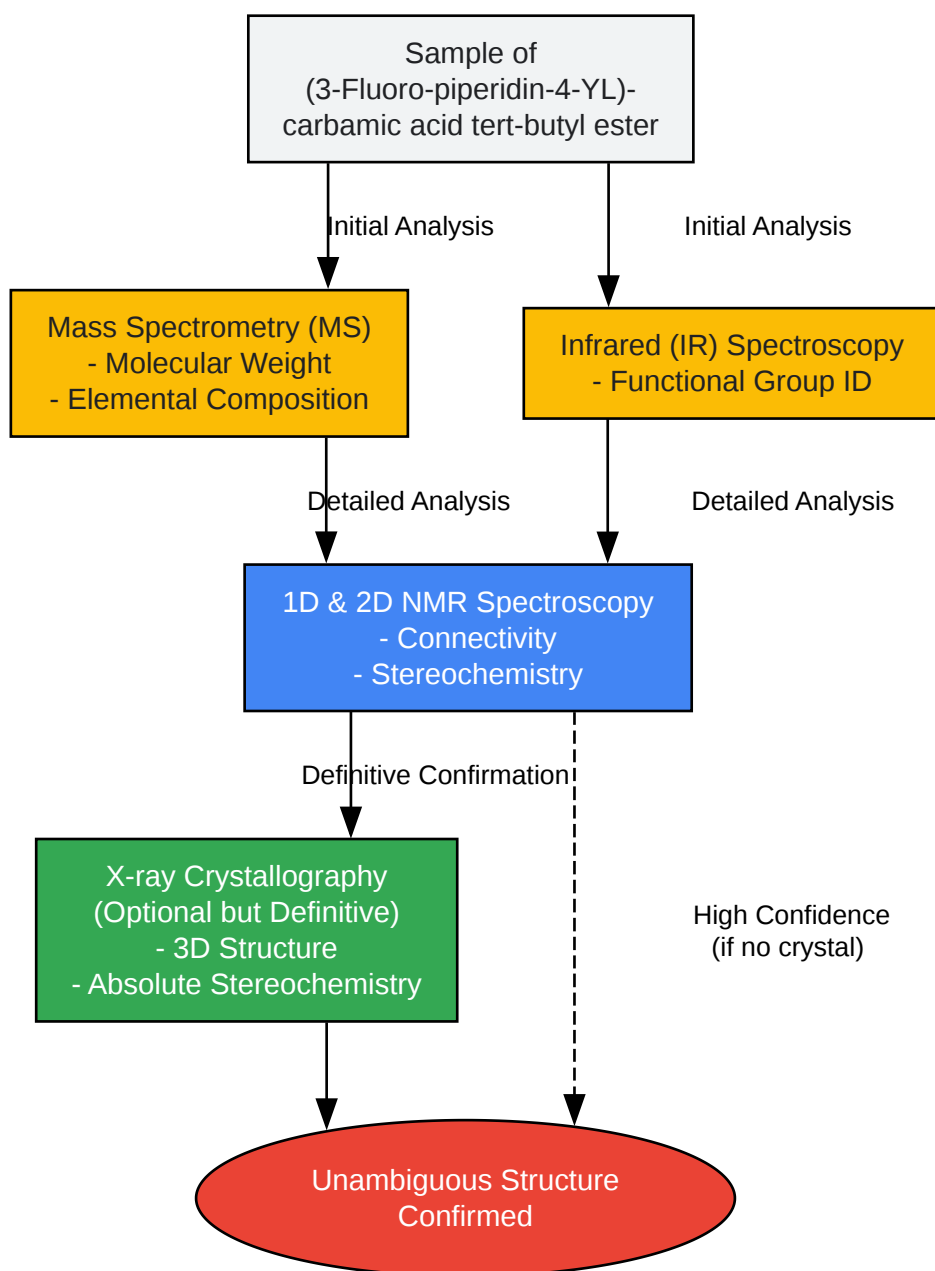 Sample of
(3-Fluoro-piperidin-4-YL)-
carbamic acid tert-butyl ester
Initial Analysis
Initial Analysis
Mass Spectrometry (MS)
- Molecular Weight
- Elemental Composition
Infrared (IR) Spectroscopy
- Functional Group ID
Detailed Analysis
Detailed Analysis
1D & 2D NMR Spectroscopy
- Connectivity
- Stereochemistry
Definitive Confirmation
X-ray Crystallography
(Optional but Definitive)
- 3D Structure
- Absolute Stereochemistry
High Confidence
(if no crystal)
Unambiguous Structure
Confirmed